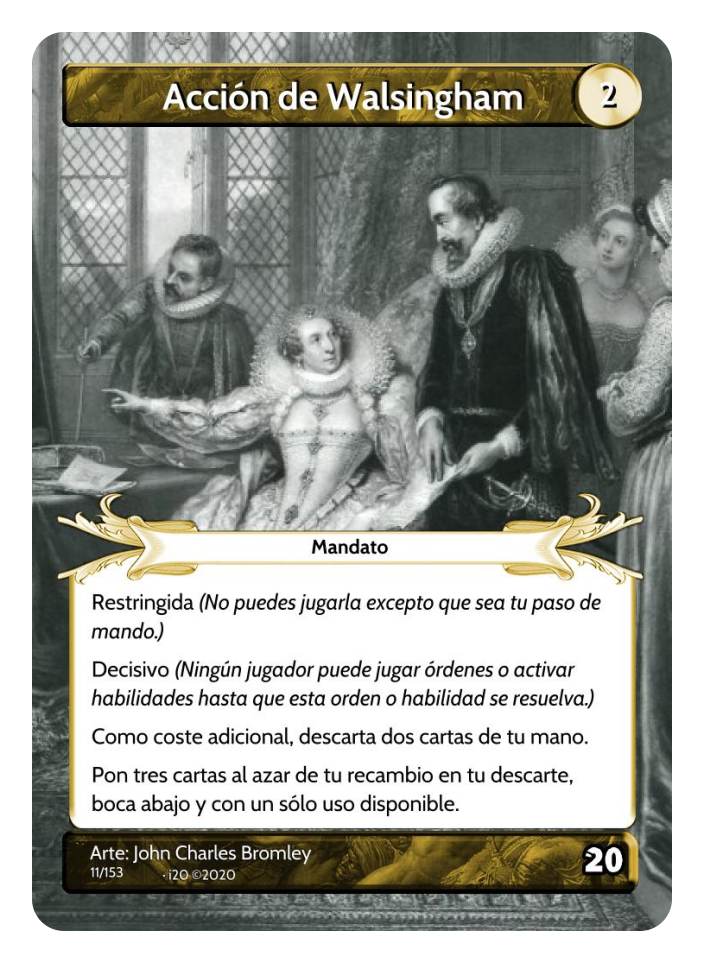 Acción de Walsingham
2
Mandato
Restringida (No puedes jugarla excepto que sea tu paso de
mando.)
Decisivo (Ningún jugador puede jugar órdenes o activar
habilidades hasta que esta orden o habilidad se resuelva.)
Como coste adicional, descarta dos cartas de tu mano.
Pon tres cartas al azar de tu recambio en tu descarte,
boca abajo y con un sólo uso disponible.
Arte: John Charles Bromley
11/153 · i20 ©2020
20